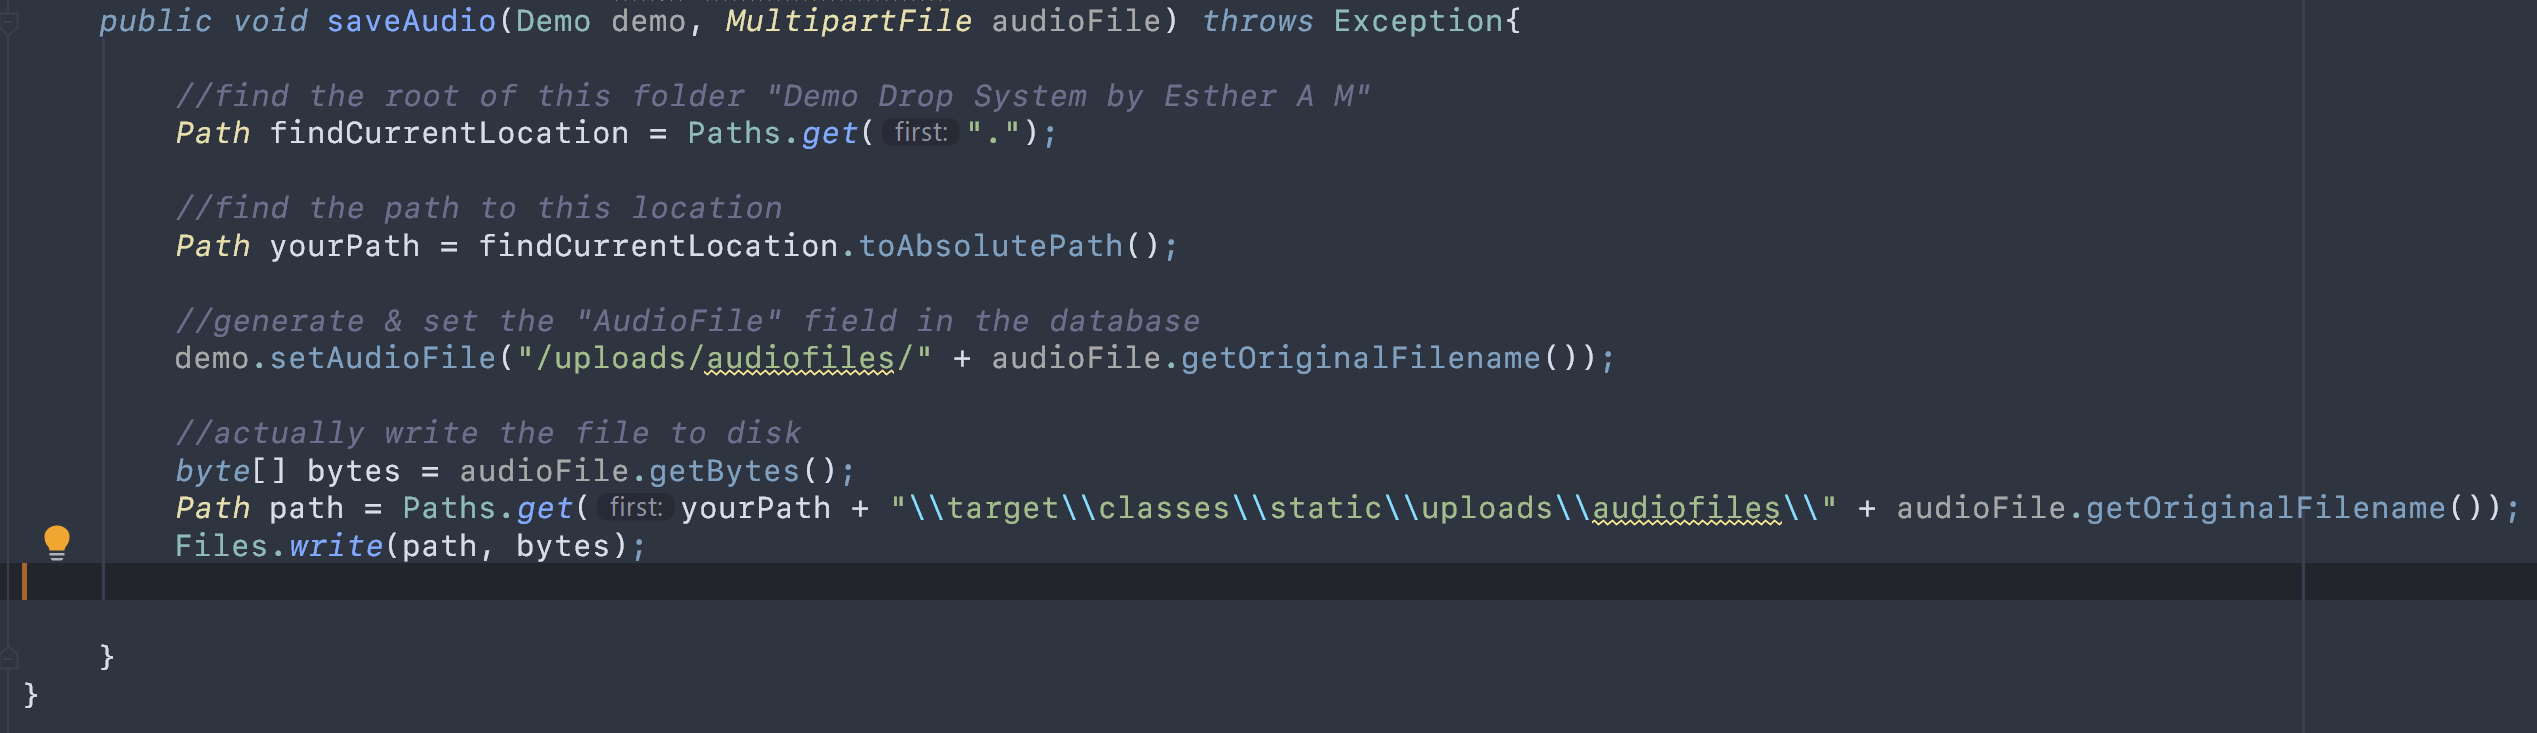 public void saveAudio(Demo demo, MultipartFile audioFile) throws Exception{
//find the root of this folder "Demo Drop System by Esther A M"
Path findCurrentLocation = Paths.get( first: ".");
//find the path to this location
Path yourPath = findCurrentLocation.toAbsolutePath();
//generate & set the "AudioFile" field in the database
demo.setAudioFile("/uploads/audiofiles/" + audioFile.getOriginalFilename());
//actually write the file to disk
byte[] bytes = audioFile.getBytes();
Path path = Paths.get( first: yourPath + "\\target\\classes\\static\\uploads\\audiofiles\\" + audioFile.getOriginalFilename());
Files.write(path, bytes);
}
}